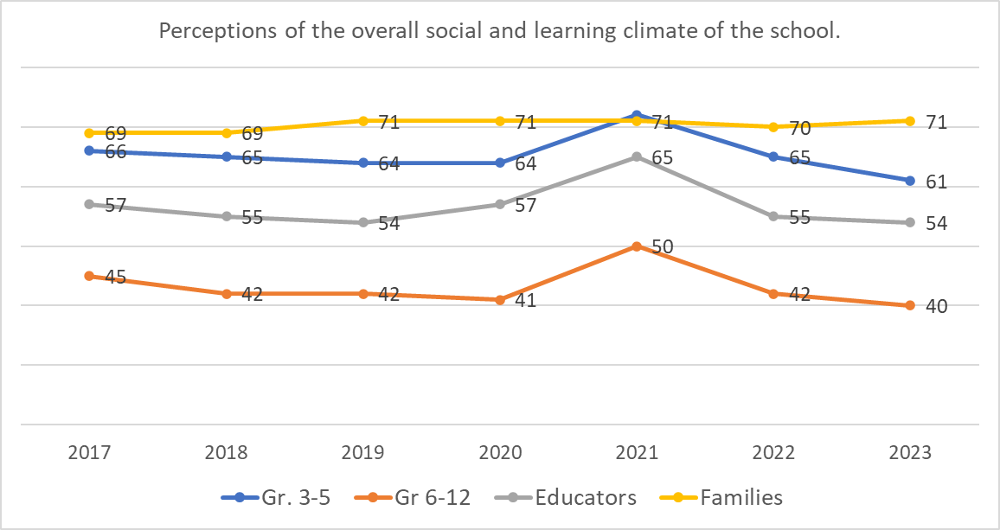 Perceptions of the overall social and learning climate of the school.
69 69 71 71 71 70 71
66 65 64 64 65 61
57 55 54 57 65 55 54
45 42 42 41 50 42 40
2017 2018 2019 2020 2021 2022 2023
Gr. 3-5 Gr 6-12 Educators Families